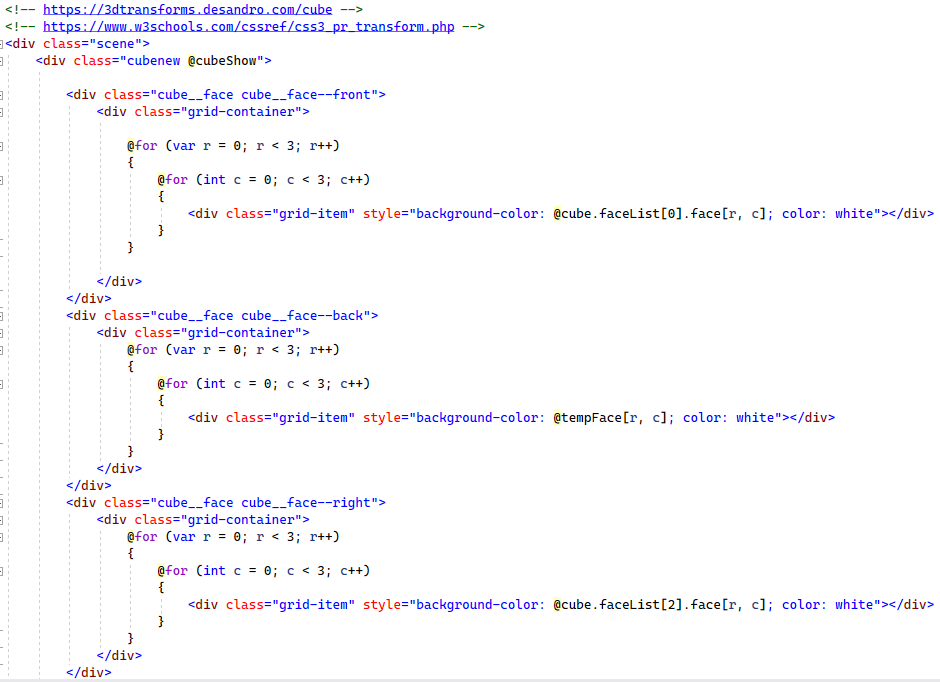 <!-- https://3dtransforms.desandro.com/cube -->
<!-- https://www.w3schools.com/cssref/css3_pr_transform.php -->
<div class="scene">
    <div class="cubenew @cubeShow">

        <div class="cube__face cube__face--front">
            <div class="grid-container">

                @for (var r = 0; r < 3; r++)
                {
                    @for (int c = 0; c < 3; c++)
                    {
                        <div class="grid-item" style="background-color: @cube.faceList[0].face[r, c]; color: white"></div>
                    }
                }

            </div>
        </div>
        <div class="cube__face cube__face--back">
            <div class="grid-container">
                @for (var r = 0; r < 3; r++)
                {
                    @for (int c = 0; c < 3; c++)
                    {
                        <div class="grid-item" style="background-color: @tempFace[r, c]; color: white"></div>
                    }
                }
            </div>
        </div>
        <div class="cube__face cube__face--right">
            <div class="grid-container">
                @for (var r = 0; r < 3; r++)
                {
                    @for (int c = 0; c < 3; c++)
                    {
                        <div class="grid-item" style="background-color: @cube.faceList[2].face[r, c]; color: white"></div>
                    }
                }
            </div>
        </div>